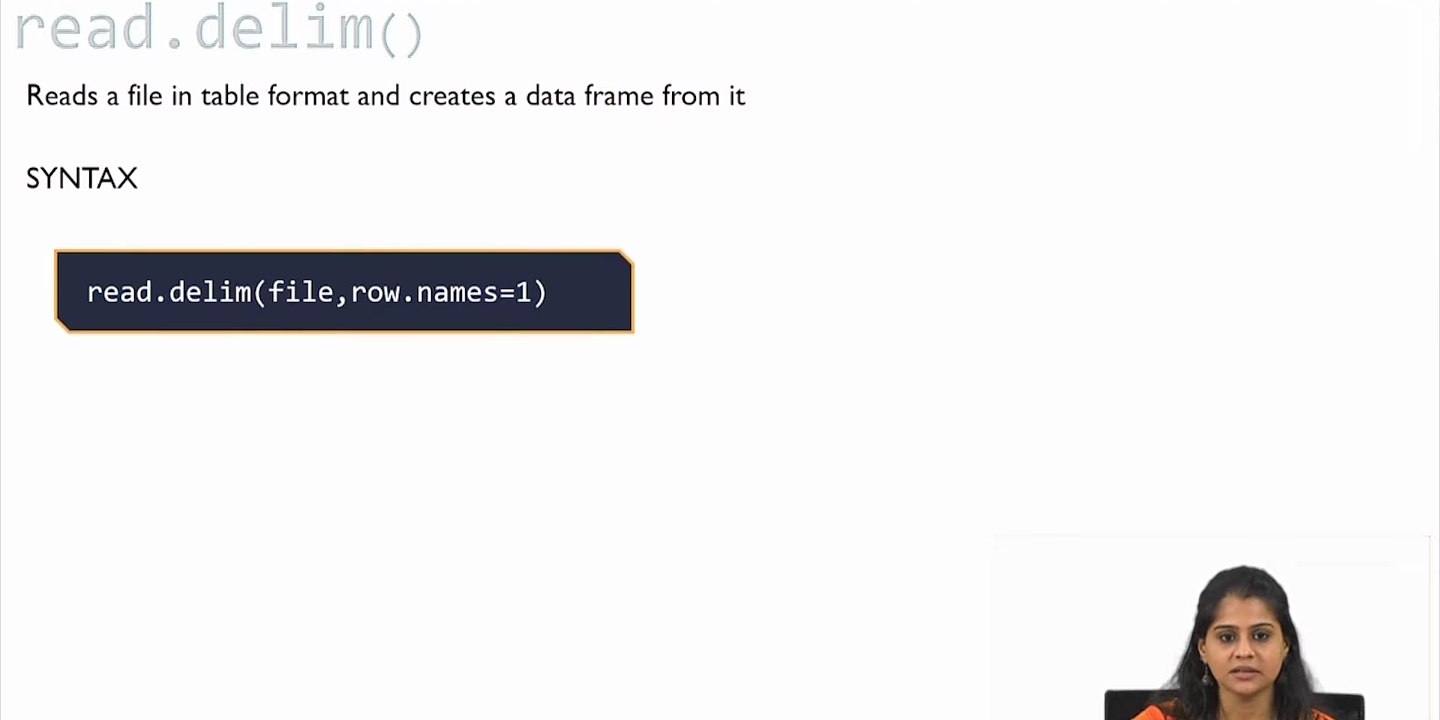 read.delim()
Reads a file in table format and creates a data frame from it
SYNTAX
read.delim(file,row.names=1)